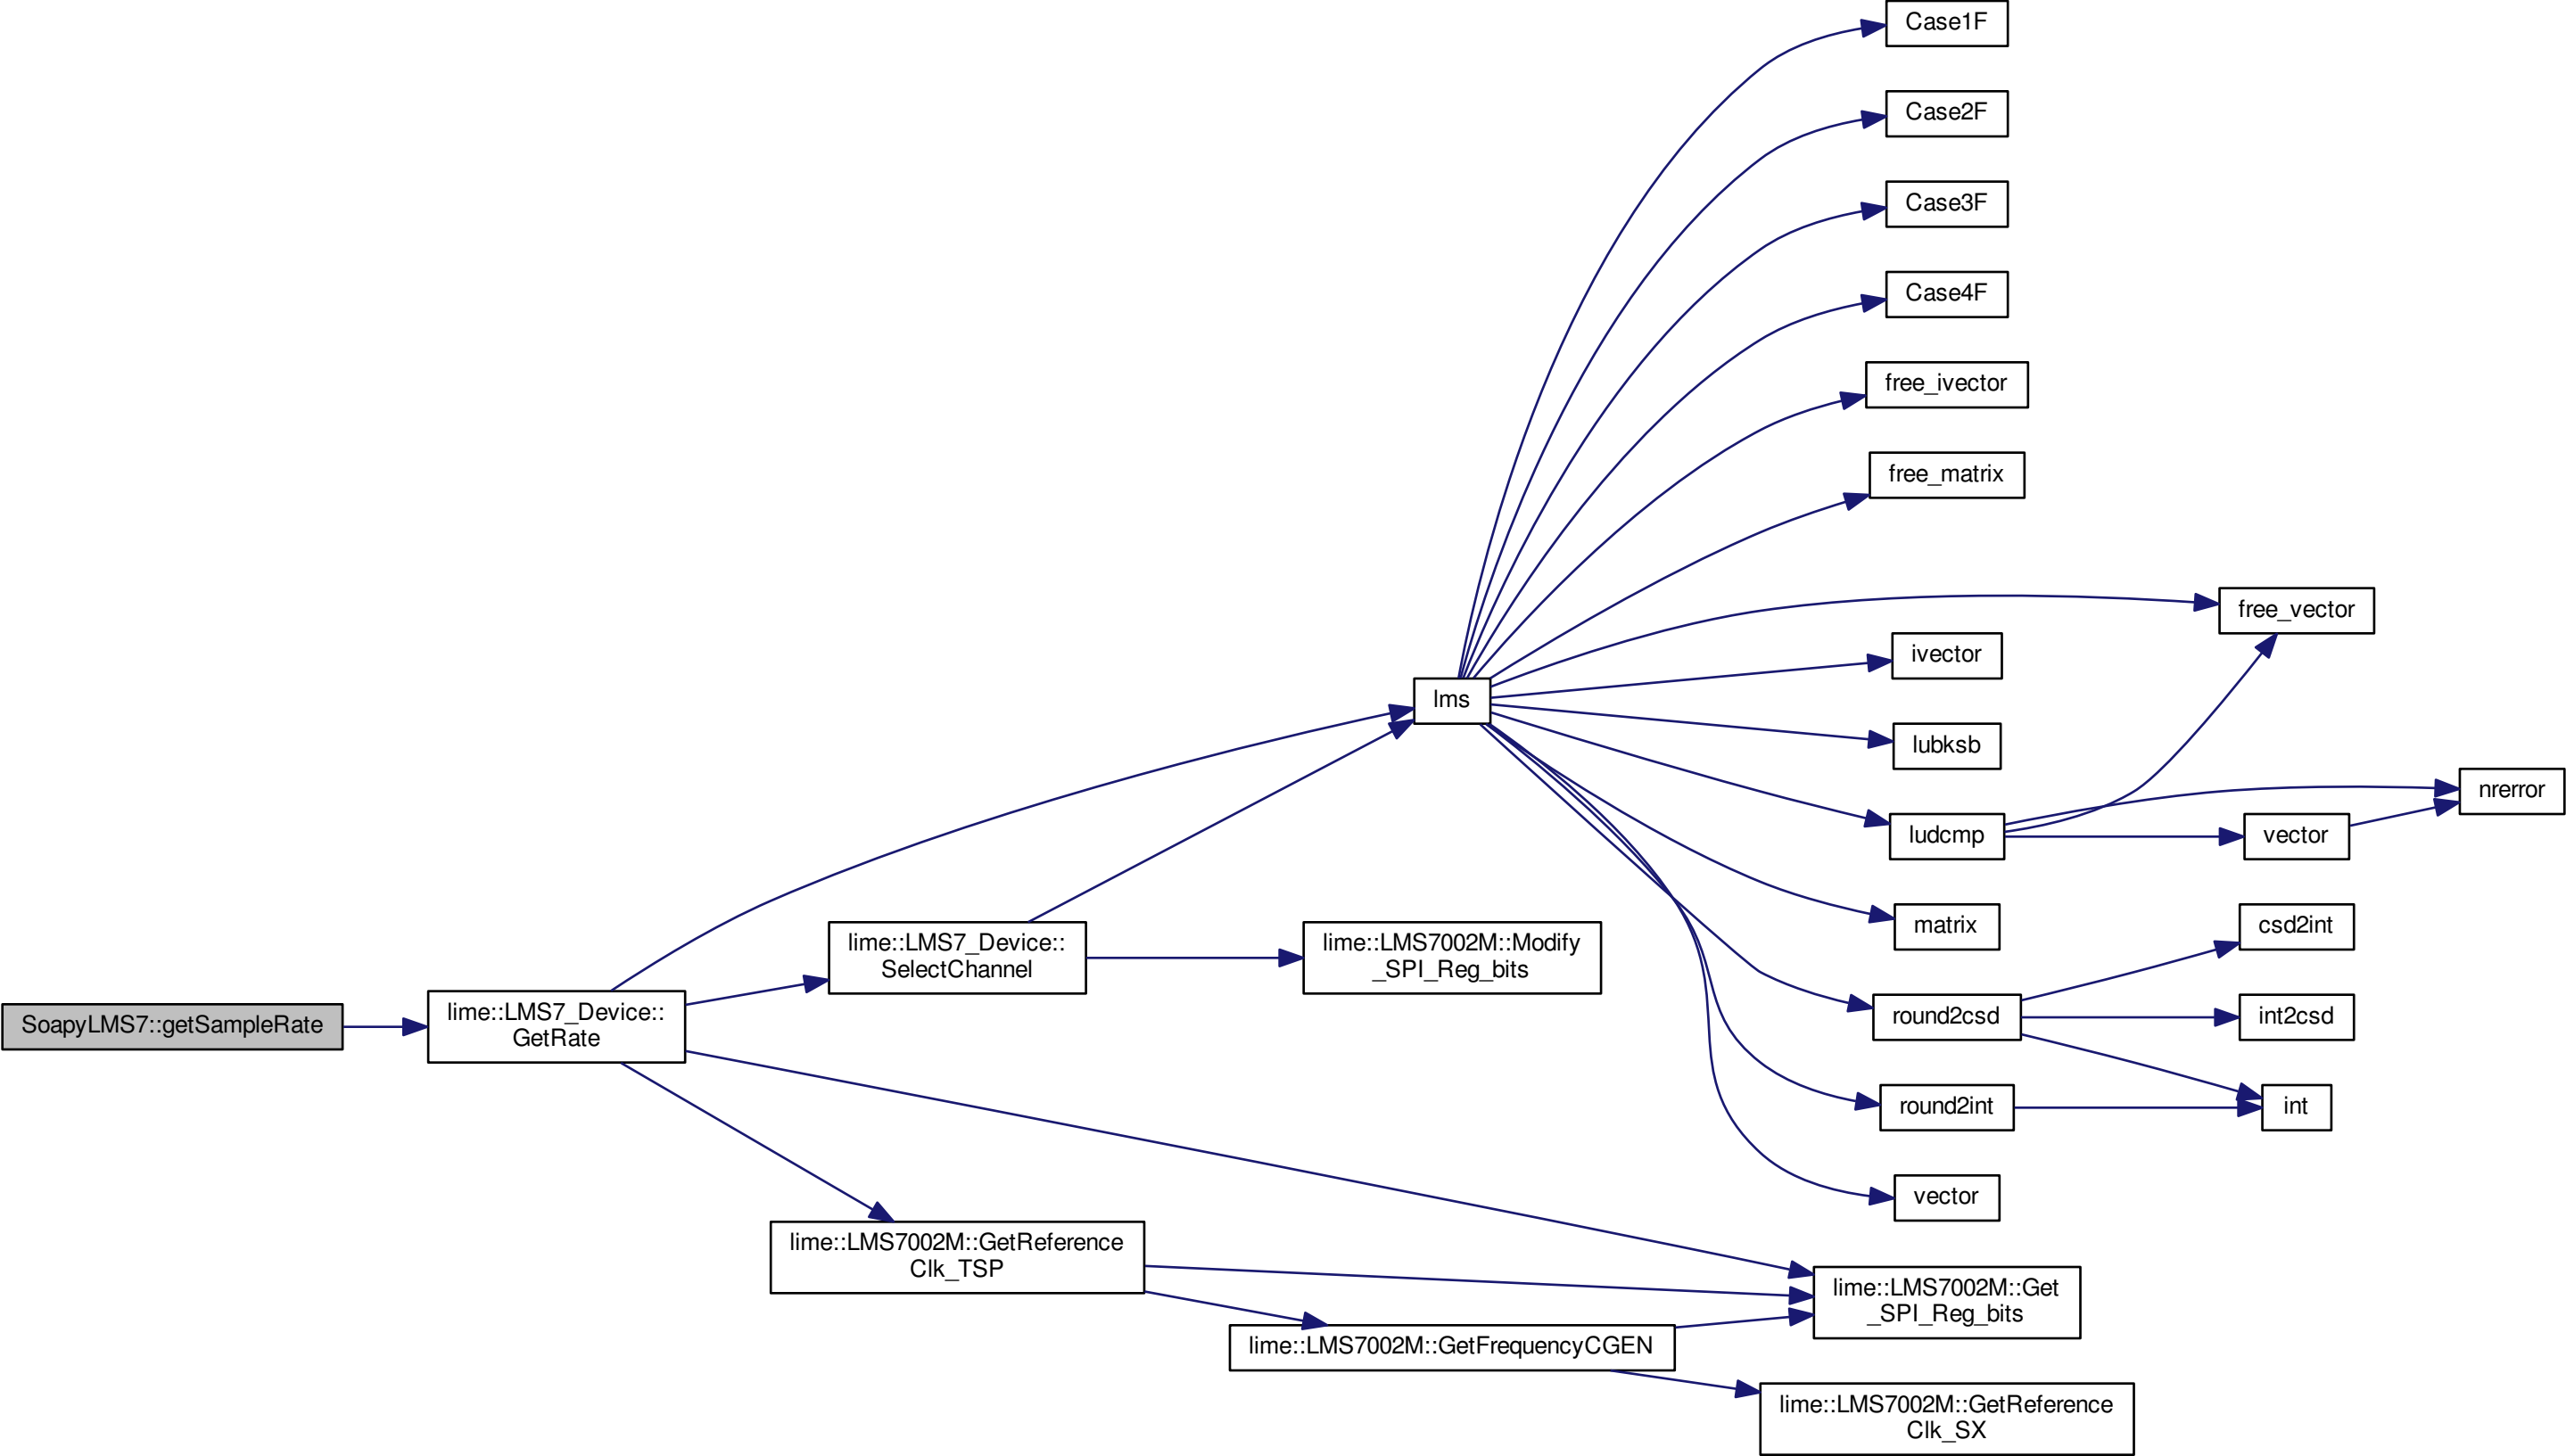 Case1F
Case2F
Case3F
Case4F
free_ivector
free_matrix
free_vector
ivector
lms
lubksb
nrerror
ludcmp
vector
matrix
csd2int
lime::LMS7_Device::
SelectChannel
lime::LMS7002M::Modify
_SPI_Reg_bits
SoapyLMS7::getSampleRate
lime::LMS7_Device::
GetRate
round2csd
int2csd
round2int
int
vector
lime::LMS7002M::GetReference
Clk_TSP
lime::LMS7002M::Get
_SPI_Reg_bits
lime::LMS7002M::GetFrequencyCGEN
lime::LMS7002M::GetReference
Clk_SX